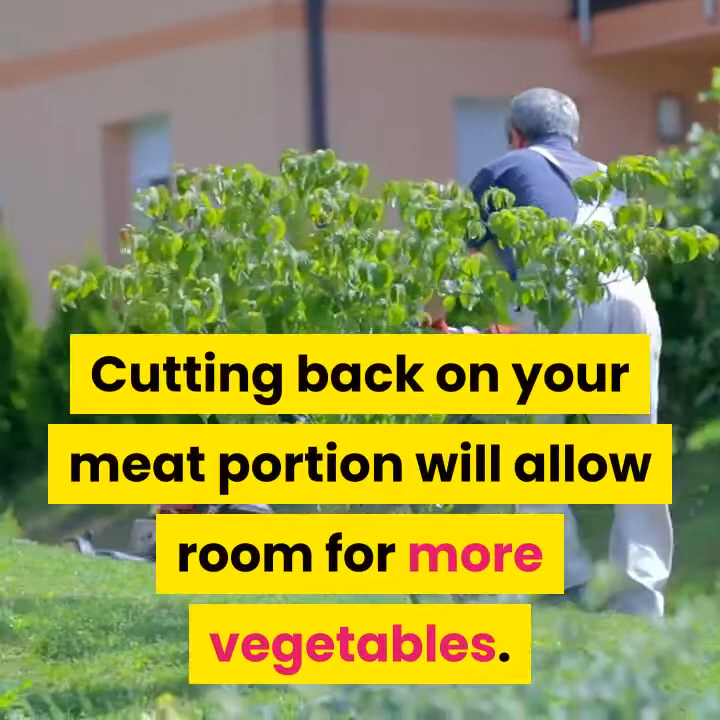 Cutting back on your
meat portion will allow
room for more
vegetables.